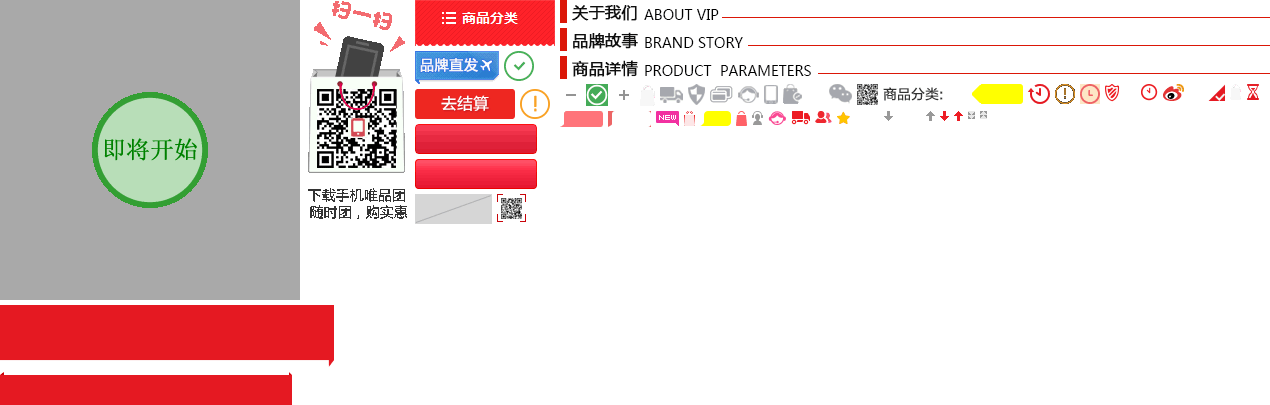 扫一扫
即将开始
下载手机唯品团
随时团，购实惠
商品分类
品牌直发
去结算
关于我们 ABOUT VIP
品牌故事 BRAND STORY
商品详情 PRODUCT PARAMETERS
商品分类:
NEW